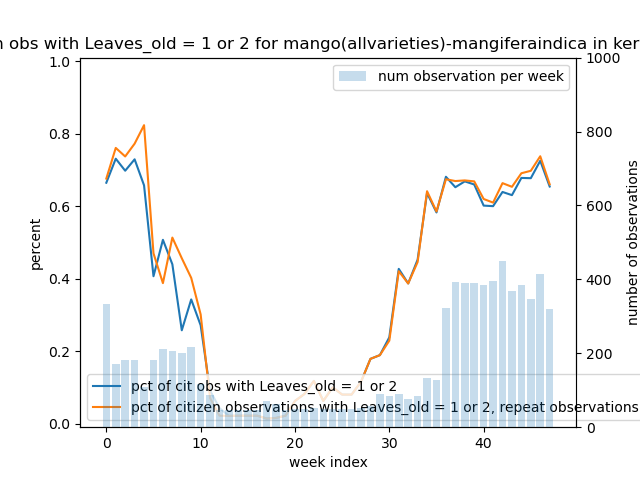 obs with Leaves_old = 1 or 2 for mango(allvarieties)-mangiferaindica in ker
num observation per week
percent
1.0
0.8
0.6
0.4
0.2
0.0
1000
800
600
400
200
0
number of observations
pct of cit obs with Leaves_old = 1 or 2
pct of citizen observations with Leaves_old = 1 or 2, repeat observations
0 10 20 30 40
week index